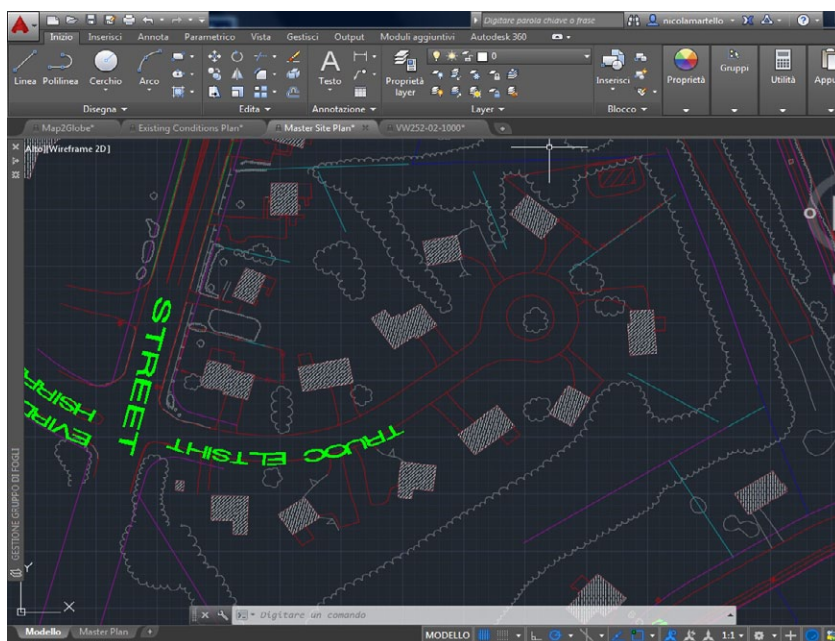 Digitare parola chiave o frase
nicolamartello
Inizio Inserisci Annota Parametrico Vista Gestisci Output Moduli aggiuntivi Autodesk 360
Linea Polilinea Cerchio Arco
Testo
Proprietà layer
0
Inserisci
Proprietà
Gruppi
Utilità
Appu
Disegna Edita Annotazione Layer Blocco
Map2Globe* Existing Conditions Plan* Master Site Plan* VW252-02-1000*
Alto][Wireframe 2D]
STREET
THISTLE COURT
GESTIONE GRUPPO DI FOGLI
Y
X
Digitare un comando
Modello Master Plan
MODELLO
1:1